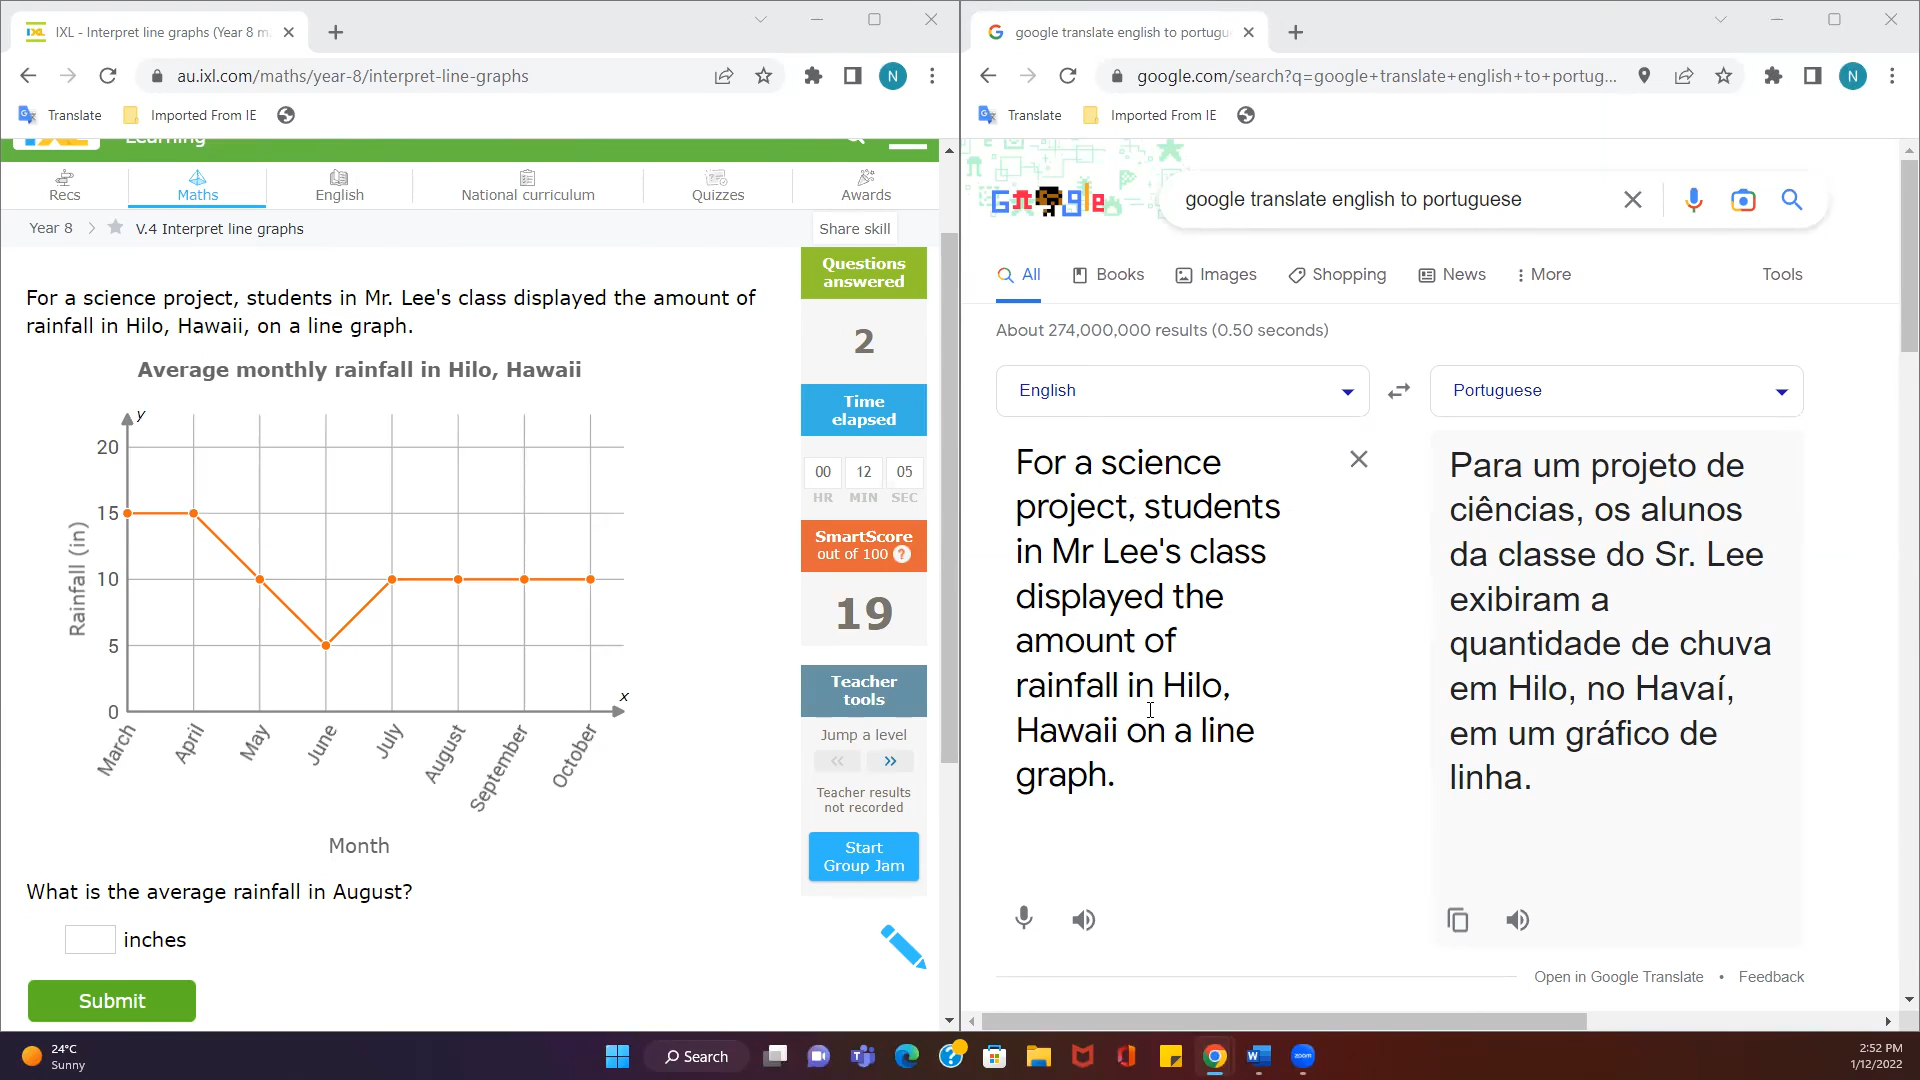 IXL - Interpret line graphs (Year 8 m
au.ixl.com/maths/year-8/interpret-line-graphs
N
Translate
Imported From IE
Learning
Recs
Maths
English
National curriculum
Quizzes
Awards
Year 8
V.4 Interpret line graphs
Share skill
For a science project, students in Mr. Lee's class displayed the amount of
rainfall in Hilo, Hawaii, on a line graph.
Average monthly rainfall in Hilo, Hawaii
y
20
15
10
5
0
Rainfall (in)
x
March
April
May
June
July
August
September
October
Month
What is the average rainfall in August?
inches
Submit
Questions
answered
2
Time
elapsed
00 12 05
HR MIN SEC
SmartScore
out of 100 ?
19
Teacher
tools
Jump a level
Teacher results
not recorded
Start
Group Jam
google translate english to portugu
google.com/search?q=google+translate+english+to+portug...
N
Translate
Imported From IE
Google
google translate english to portuguese
All
Books
Images
Shopping
News
More
Tools
About 274,000,000 results (0.50 seconds)
English
Portuguese
For a science
project, students
in Mr Lee's class
displayed the
amount of
rainfall in Hilo,
Hawaii on a line
graph.
Para um projeto de
ciências, os alunos
da classe do Sr. Lee
exibiram a
quantidade de chuva
em Hilo, no Havaí,
em um gráfico de
linha.
Open in Google Translate • Feedback
24°C
Sunny
Search
zoom
2:52 PM
1/12/2022